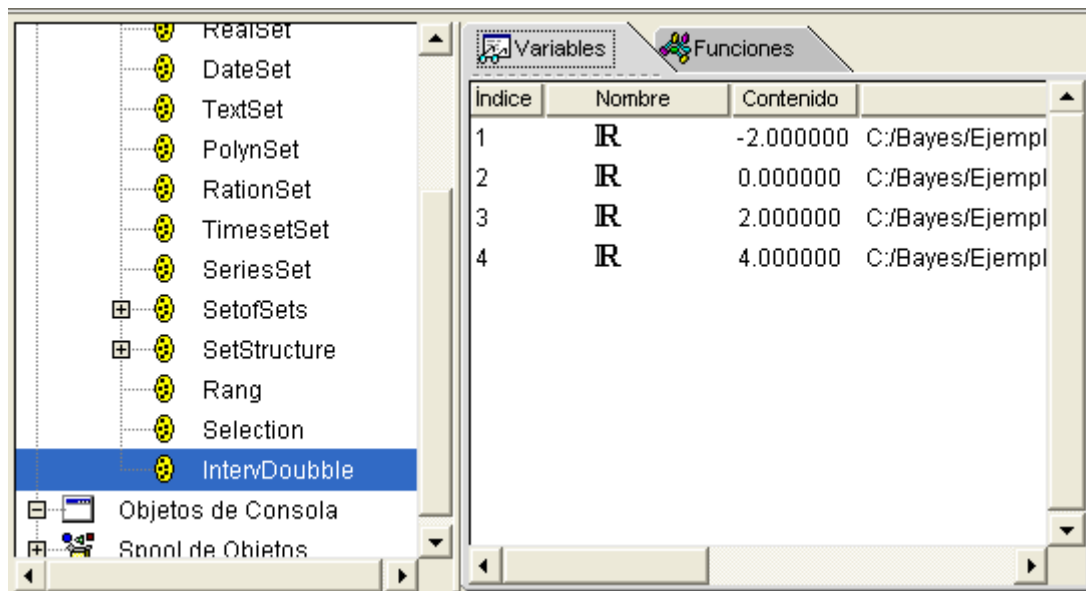 RealSet
DateSet
TextSet
PolynSet
RationSet
TimesetSet
SeriesSet
SetofSets
SetStructure
Rang
Selection
IntervDoubble
Objetos de Consola
Spool de Objetos
Variables Funciones
Índice Nombre Contenido
1 ℝ -2.000000 C:/Bayes/Ejempl
2 ℝ 0.000000 C:/Bayes/Ejempl
3 ℝ 2.000000 C:/Bayes/Ejempl
4 ℝ 4.000000 C:/Bayes/Ejempl